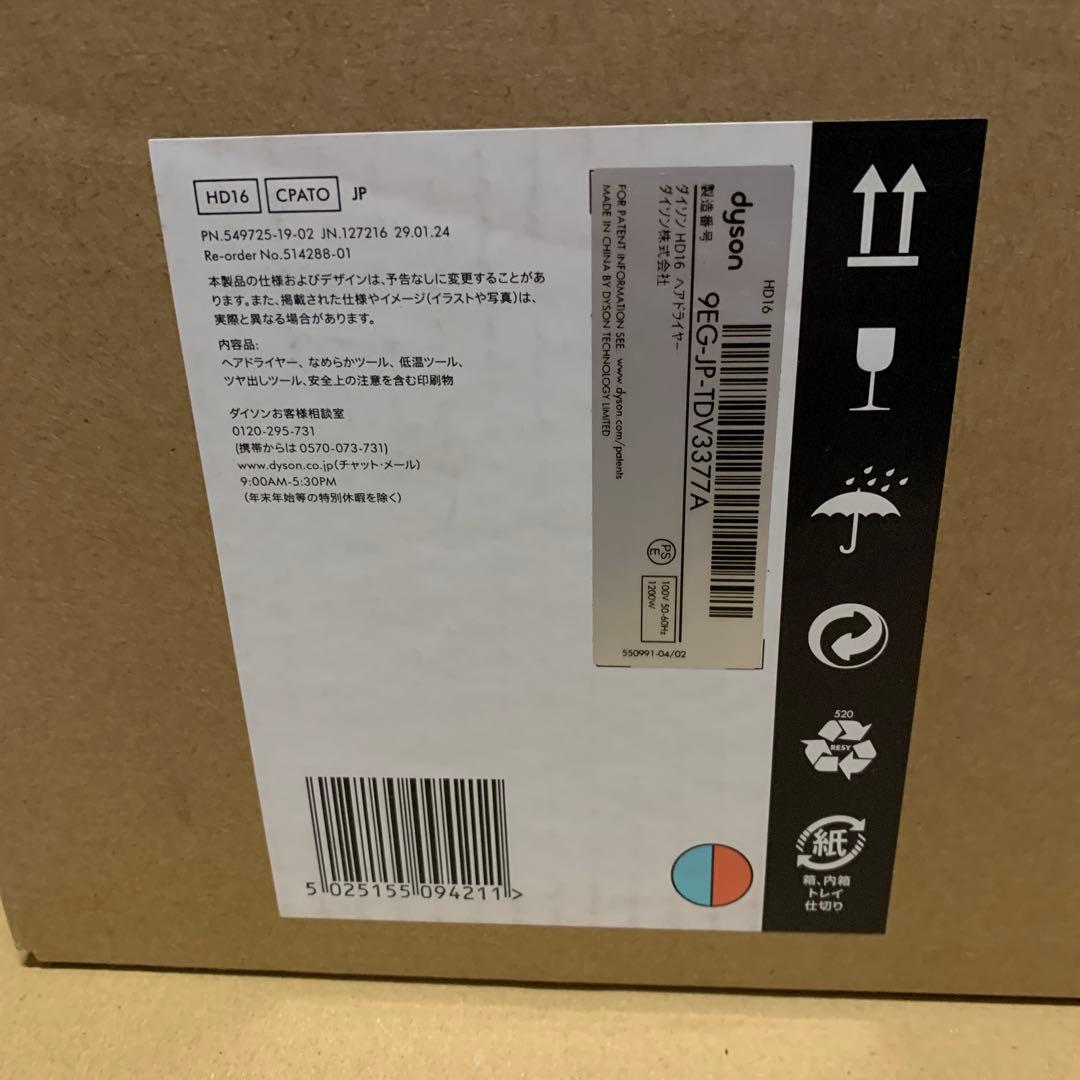 HD16 CPATO JP
PN.549725-19-02 JN.127216 29.01.24
Re-order No.514288-01
本製品の仕様およびデザインは、予告なしに変更することがあ
ります。また、掲載された仕様やイメージ(イラストや写真)は、
実際と異なる場合があります。
内容品:
ヘアドライヤー、なめらかツール、低温ツール、
ツヤ出しツール、安全上の注意を含む印刷物
ダイソンお客様相談室
0120-295-731
(携帯からは 0570-073-731)
www.dyson.co.jp(チャット・メール)
9:00AM-5:30PM
(年末年始等の特別休暇を除く)
HD16
dyson
製造番号 9EG-JP-TDV3377A
ダイソン HD16 ヘアドライヤー
ダイソン株式会社
FOR PATENT INFORMATION SEE www.dyson.com/patents
MADE IN CHINA BY DYSON TECHNOLOGY LIMITED
PS
E
100V 50-60Hz
1200W
550991-04/02
5 025155 094211 >
520
RESY
紙
箱、内箱
トレイ
仕切り